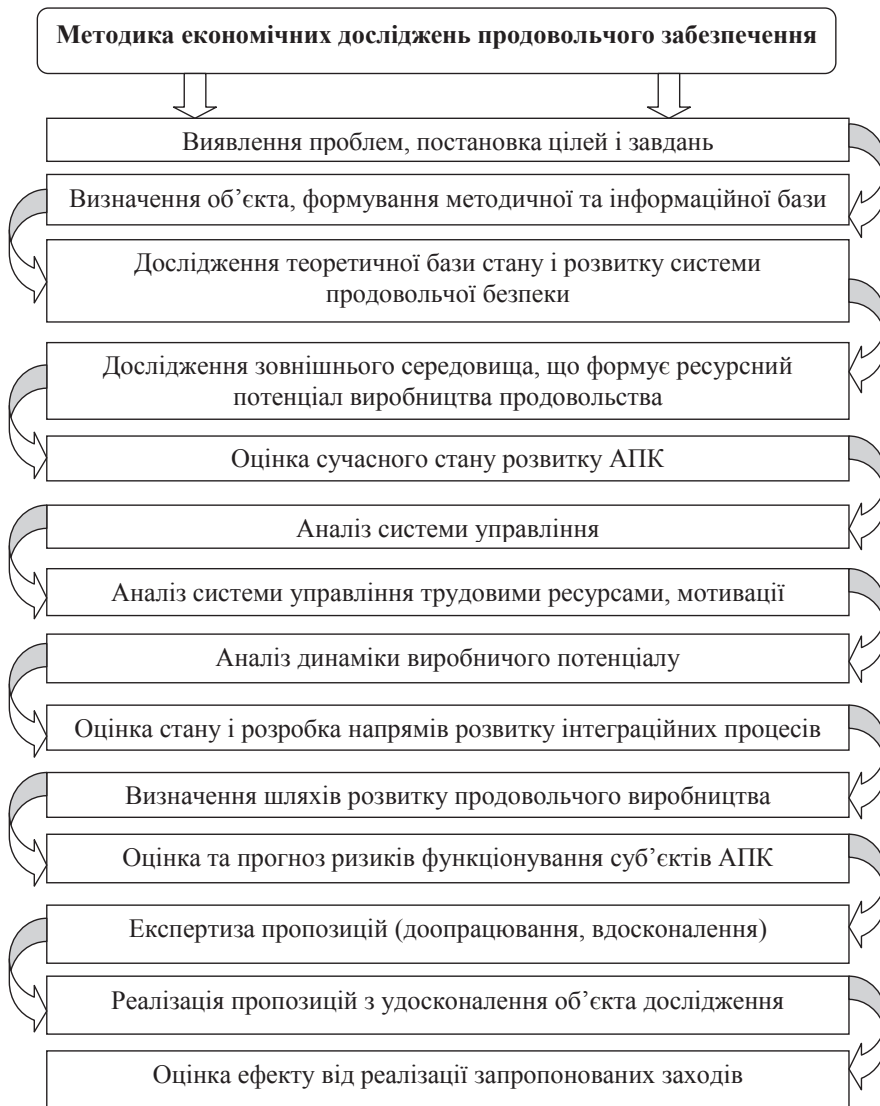 Методика економічних досліджень продовольчого забезпечення
Виявлення проблем, постановка цілей і завдань
Визначення об’єкта, формування методичної та інформаційної бази
Дослідження теоретичної бази стану і розвитку системи
продовольчої безпеки
Дослідження зовнішнього середовища, що формує ресурсний
потенціал виробництва продовольства
Оцінка сучасного стану розвитку АПК
Аналіз системи управління
Аналіз системи управління трудовими ресурсами, мотивації
Аналіз динаміки виробничого потенціалу
Оцінка стану і розробка напрямів розвитку інтеграційних процесів
Визначення шляхів розвитку продовольчого виробництва
Оцінка та прогноз ризиків функціонування суб’єктів АПК
Експертиза пропозицій (доопрацювання, вдосконалення)
Реалізація пропозицій з удосконалення об’єкта дослідження
Оцінка ефекту від реалізації запропонованих заходів